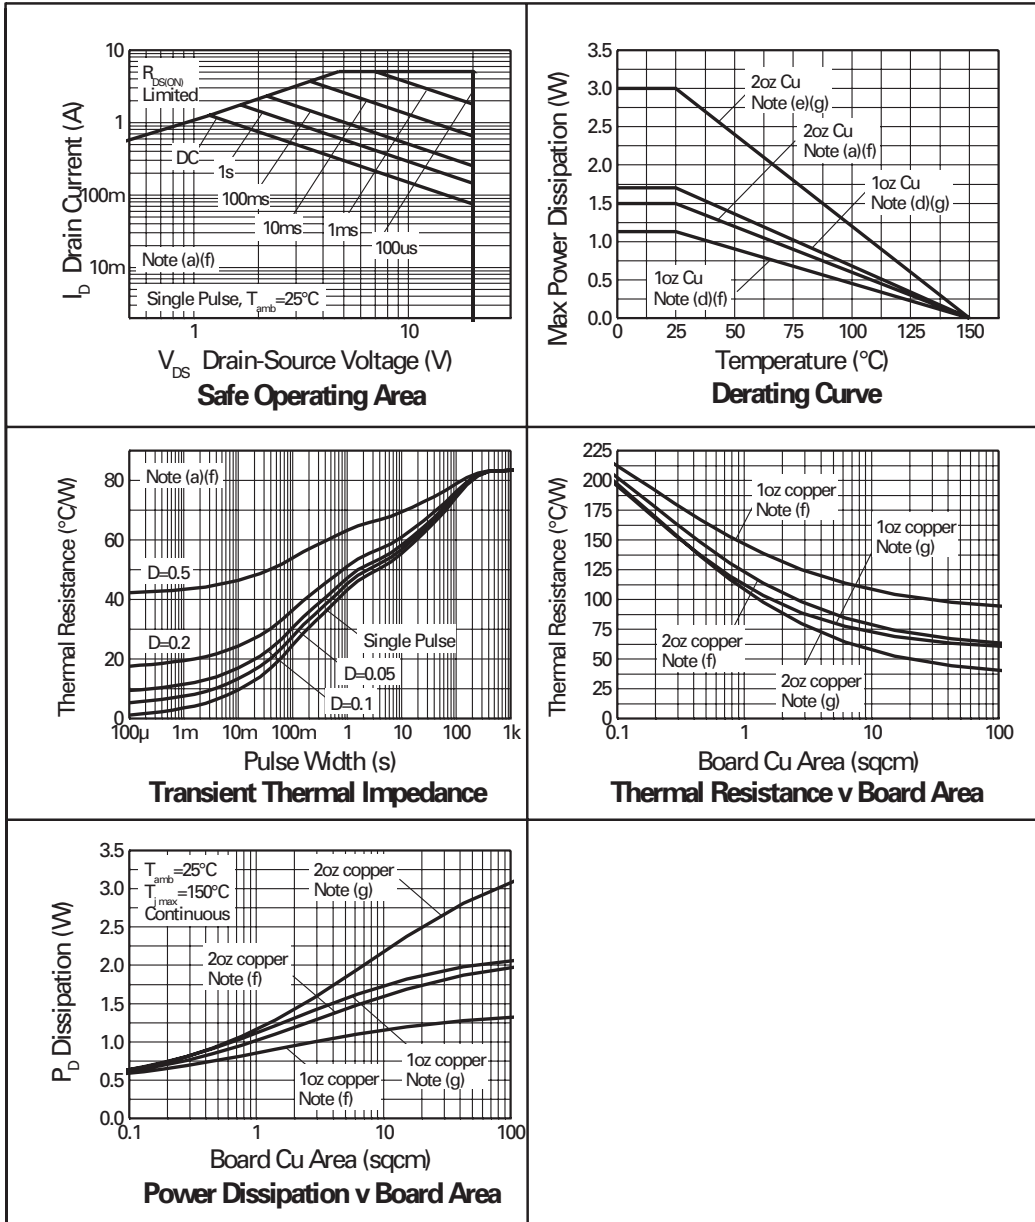 10
1
100m
10m
R DS(ON)
Limited
DC
1s
100ms
10ms
1ms
100us
Note (a)(f)
Single Pulse, T amb =25°C
1
10
I D Drain Current (A)
V DS Drain-Source Voltage (V)
Safe Operating Area
3.5
3.0
2.5
2.0
1.5
1.0
0.5
0.0
2oz Cu
Note (e)(g)
2oz Cu
Note (a)(f)
1oz Cu
Note (d)(g)
1oz Cu
Note (d)(f)
0
25
50
75
100
125
150
Max Power Dissipation (W)
Temperature (°C)
Derating Curve
80
60
40
20
0
Note (a)(f)
D=0.5
D=0.2
Single Pulse
D=0.05
D=0.1
100µ
1m
10m
100m
1
10
100
1k
Thermal Resistance (°C/W)
Pulse Width (s)
Transient Thermal Impedance
225
200
175
150
125
100
75
50
25
0
1oz copper
Note (f)
1oz copper
Note (g)
2oz copper
Note (f)
2oz copper
Note (g)
0.1
1
10
100
Thermal Resistance (°C/W)
Board Cu Area (sqcm)
Thermal Resistance v Board Area
3.5
3.0
2.5
2.0
1.5
1.0
0.5
0.0
T amb =25°C
T j max =150°C
Continuous
2oz copper
Note (g)
2oz copper
Note (f)
1oz copper
Note (g)
1oz copper
Note (f)
0.1
1
10
100
P D Dissipation (W)
Board Cu Area (sqcm)
Power Dissipation v Board Area